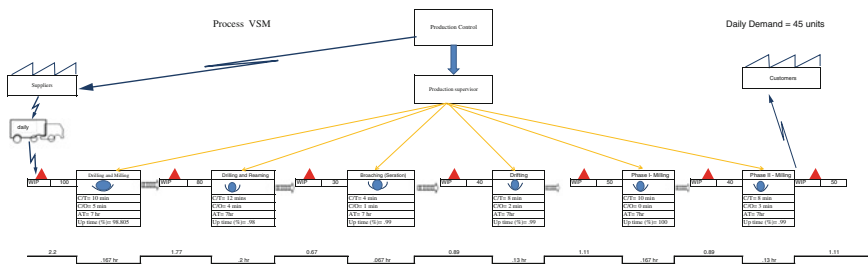 Process VSM
Production Control
Daily Demand = 45 units
Suppliers
Customers
Production supervisor
daily
WIP 100
Drilling and Milling
C/T= 10 min
C/O= 5 min
AT= 7 hr
Up time (%)= 98.805
WIP 80
Drilling and Reaming
C/T= 12 mins
C/O= 4 min
AT= 7hr
Up time (%)= .98
WIP 30
Broaching (Seration)
C/T= 4 min
C/O= 1 min
AT= 7 hr
Up time (%)= .99
WIP 40
Drifting
C/T= 8 min
C/O= 2 min
AT= 7hr
Up time (%)= .99
WIP 50
Phase I- Milling
C/T= 10 min
C/O= 0 min
AT= 7hr
Up time (%)= 100
WIP 40
Phase II - Milling
C/T= 8 min
C/O= 3 min
AT= 7hr
Up time (%)= .99
WIP 50
2.2 1.77 0.67 0.89 1.11 0.89 1.11
.167 hr .2 hr .067 hr .13 hr .167 hr .13 hr